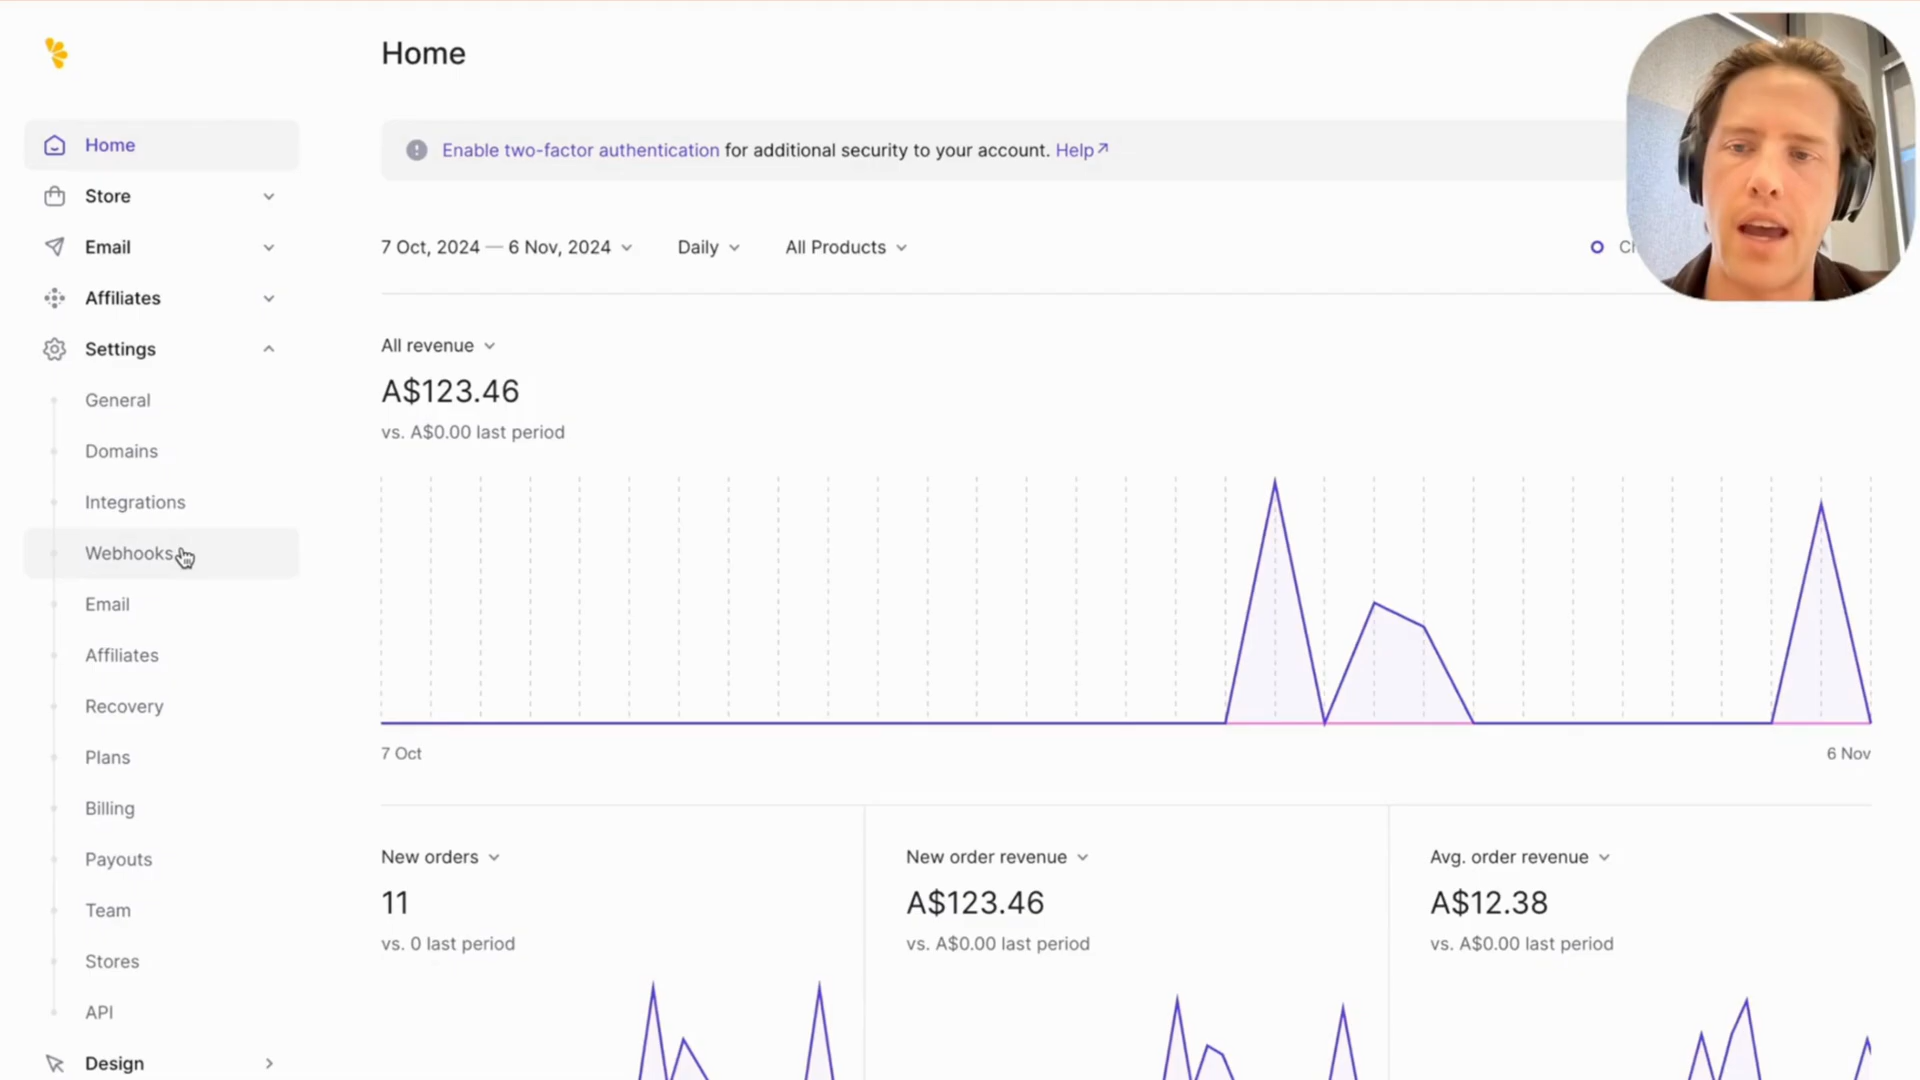 Home
Home
Enable two-factor authentication for additional security to your account. Help
Store
Email
7 Oct, 2024 — 6 Nov, 2024
Daily
All Products
Affiliates
Settings
All revenue
A$123.46
vs. A$0.00 last period
General
Domains
Integrations
Webhooks
Email
Affiliates
Recovery
Plans
Billing
Payouts
Team
Stores
API
Design
7 Oct
6 Nov
New orders
11
vs. 0 last period
New order revenue
A$123.46
vs. A$0.00 last period
Avg. order revenue
A$12.38
vs. A$0.00 last period